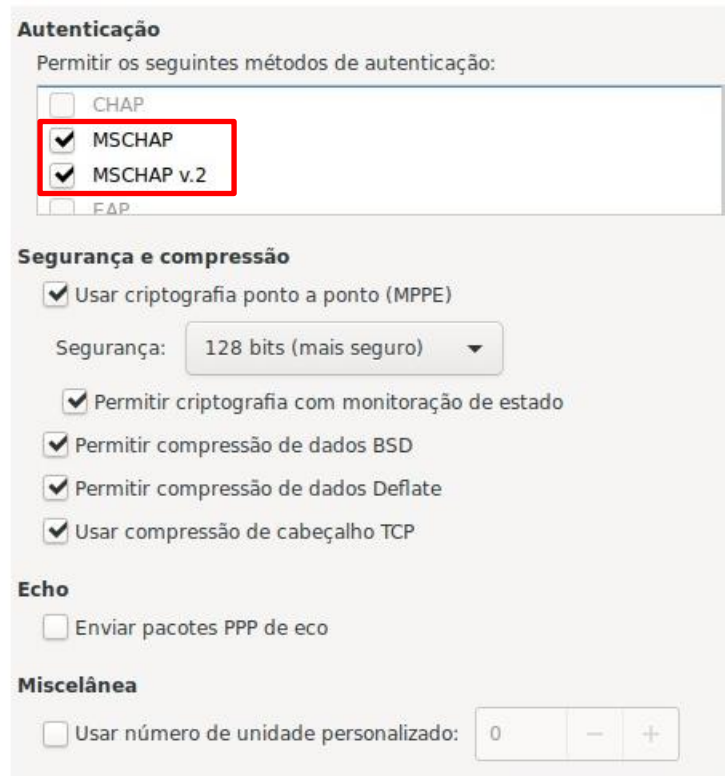 Autenticação
Permitir os seguintes métodos de autenticação:
CHAP
MSCHAP
MSCHAP v.2
EAP
Segurança e compressão
Usar criptografia ponto a ponto (MPPE)
Segurança: 128 bits (mais seguro)
Permitir criptografia com monitoração de estado
Permitir compressão de dados BSD
Permitir compressão de dados Deflate
Usar compressão de cabeçalho TCP
Echo
Enviar pacotes PPP de eco
Miscelânea
Usar número de unidade personalizado: 0 − +